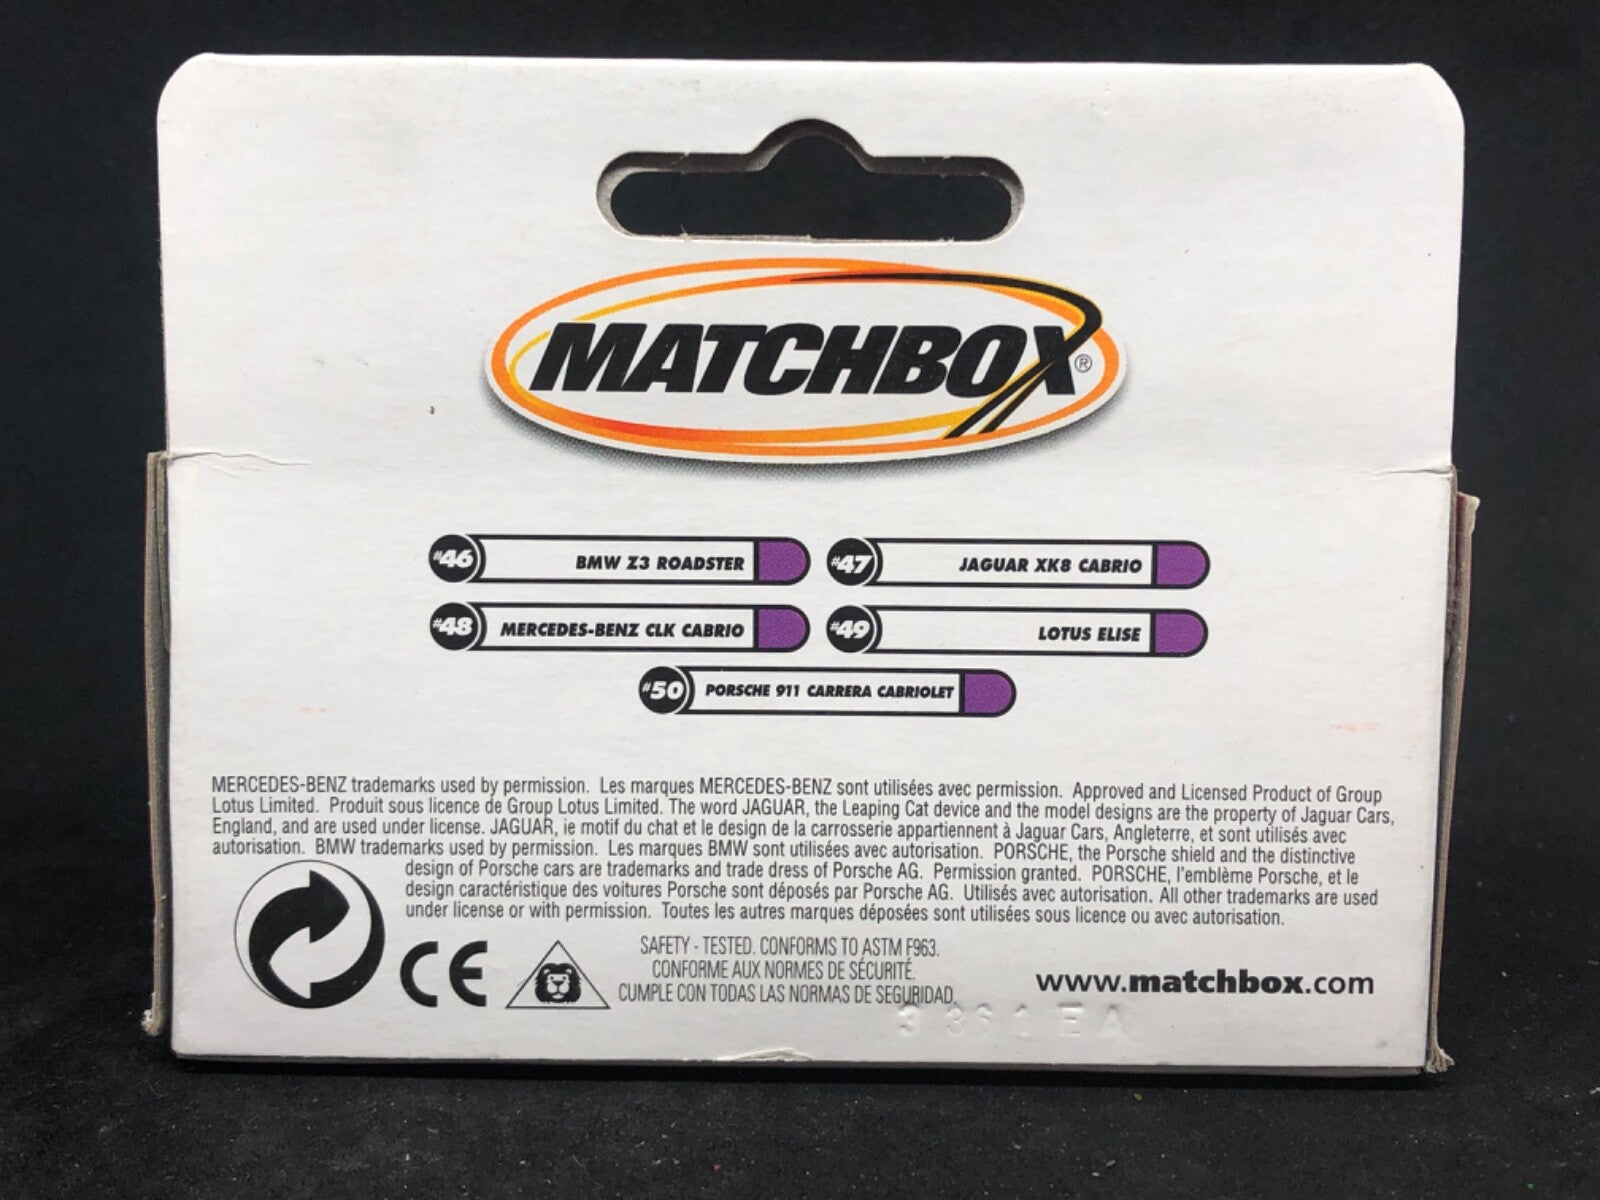 MATCHBOX®
#46 BMW Z3 ROADSTER
#47 JAGUAR XK8 CABRIO
#48 MERCEDES-BENZ CLK CABRIO
#49 LOTUS ELISE
#50 PORSCHE 911 CARRERA CABRIOLET
MERCEDES-BENZ trademarks used by permission. Les marques MERCEDES-BENZ sont utilisées avec permission. Approved and Licensed Product of Group
Lotus Limited. Produit sous licence de Group Lotus Limited. The word JAGUAR, the Leaping Cat device and the model designs are the property of Jaguar Cars,
England, and are used under license. JAGUAR, ie motif du chat et le design de la carrosserie appartiennent à Jaguar Cars, Angleterre, et sont utilisés avec
autorisation. BMW trademarks used by permission. Les marques BMW sont utilisées avec autorisation. PORSCHE, the Porsche shield and the distinctive
design of Porsche cars are trademarks and trade dress of Porsche AG. Permission granted. PORSCHE, l'emblème Porsche, et le
design caractéristique des voitures Porsche sont déposés par Porsche AG. Utilisés avec autorisation. All other trademarks are used
under license or with permission. Toutes les autres marques déposées sont utilisées sous licence ou avec autorisation.
CE
SAFETY - TESTED. CONFORMS TO ASTM F963.
CONFORME AUX NORMES DE SÉCURITÉ.
CUMPLE CON TODAS LAS NORMAS DE SEGURIDAD.
www.matchbox.com
3361EA